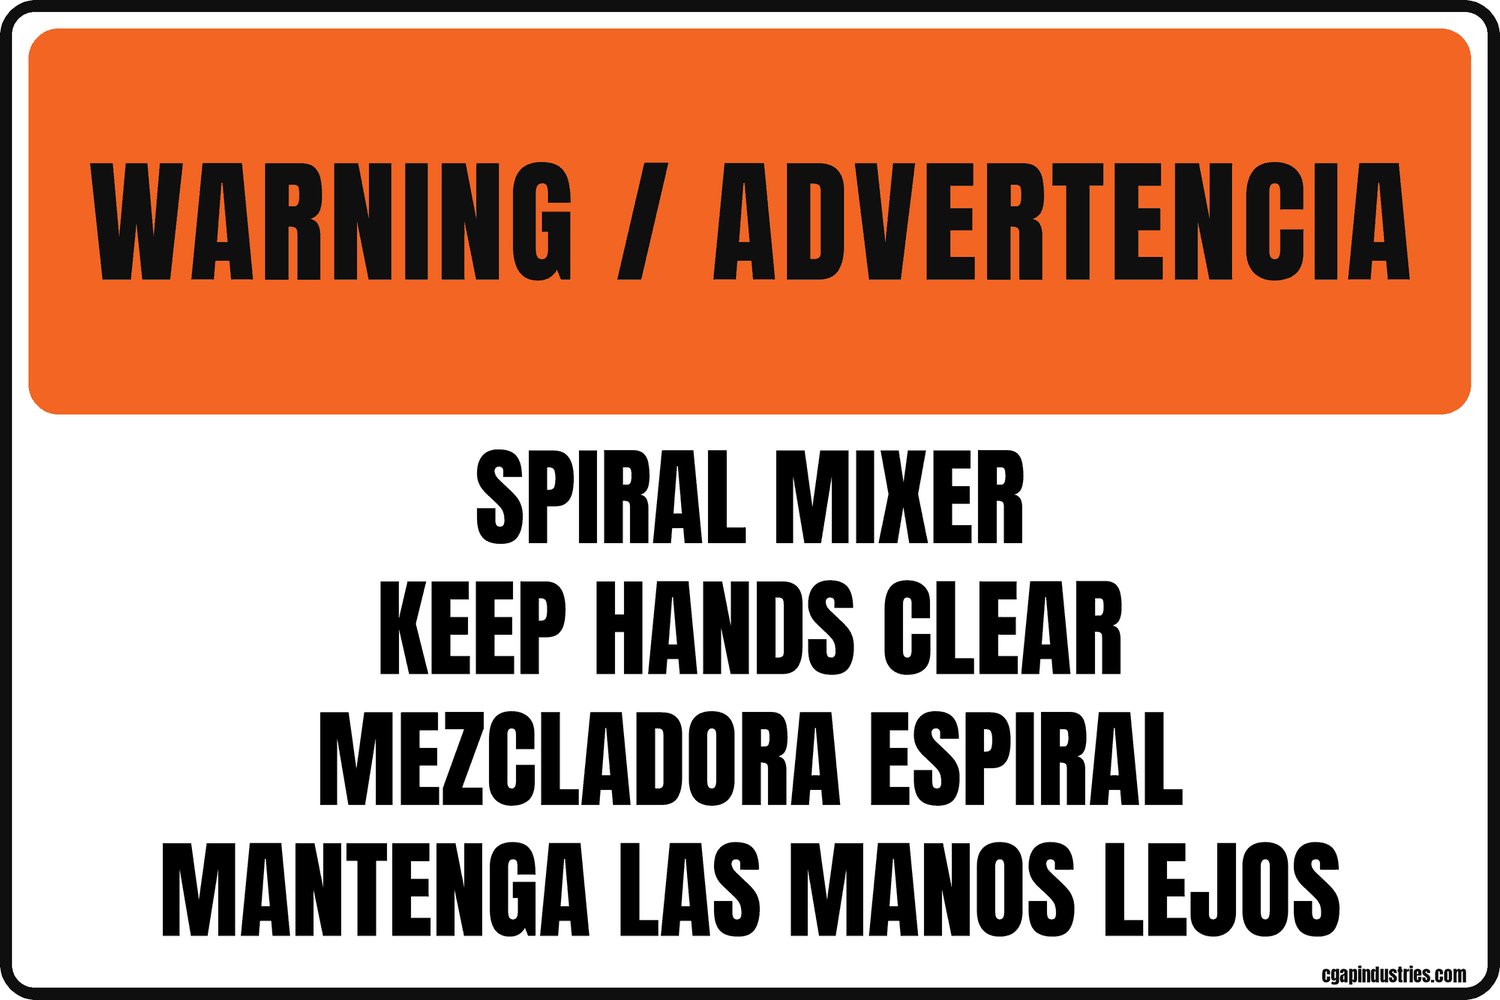 WARNING / ADVERTENCIA
SPIRAL MIXER
KEEP HANDS CLEAR
MEZCLADORA ESPIRAL
MANTENGA LAS MANOS LEJOS
cgapindustries.com